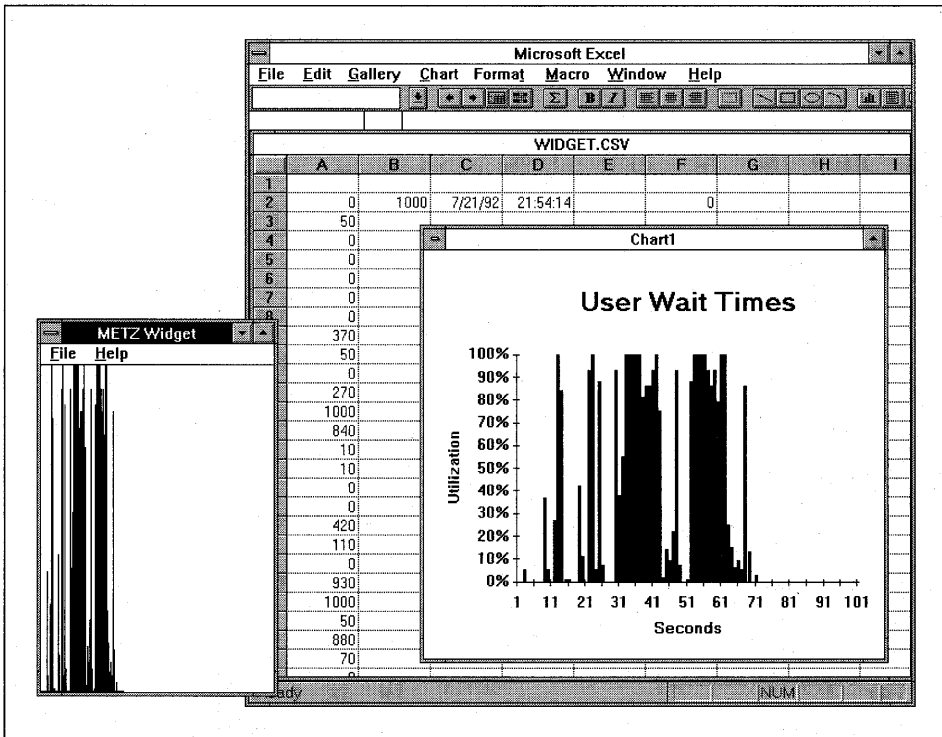 Microsoft Excel
File Edit Gallery Chart Format Macro Window Help
Σ B I
WIDGET.CSV
A B C D E F G H I
1
2 0 1000 7/21/92 21:54:14 0
3 50
4 0
5 0
6 0
7 0
8 0
370
50
0
270
1000
840
10
10
0
0
420
110
0
930
1000
50
880
70
NUM
METZ Widget
File Help
Chart1
User Wait Times
Utilization
100%
90%
80%
70%
60%
50%
40%
30%
20%
10%
0%
1 11 21 31 41 51 61 71 81 91 101
Seconds